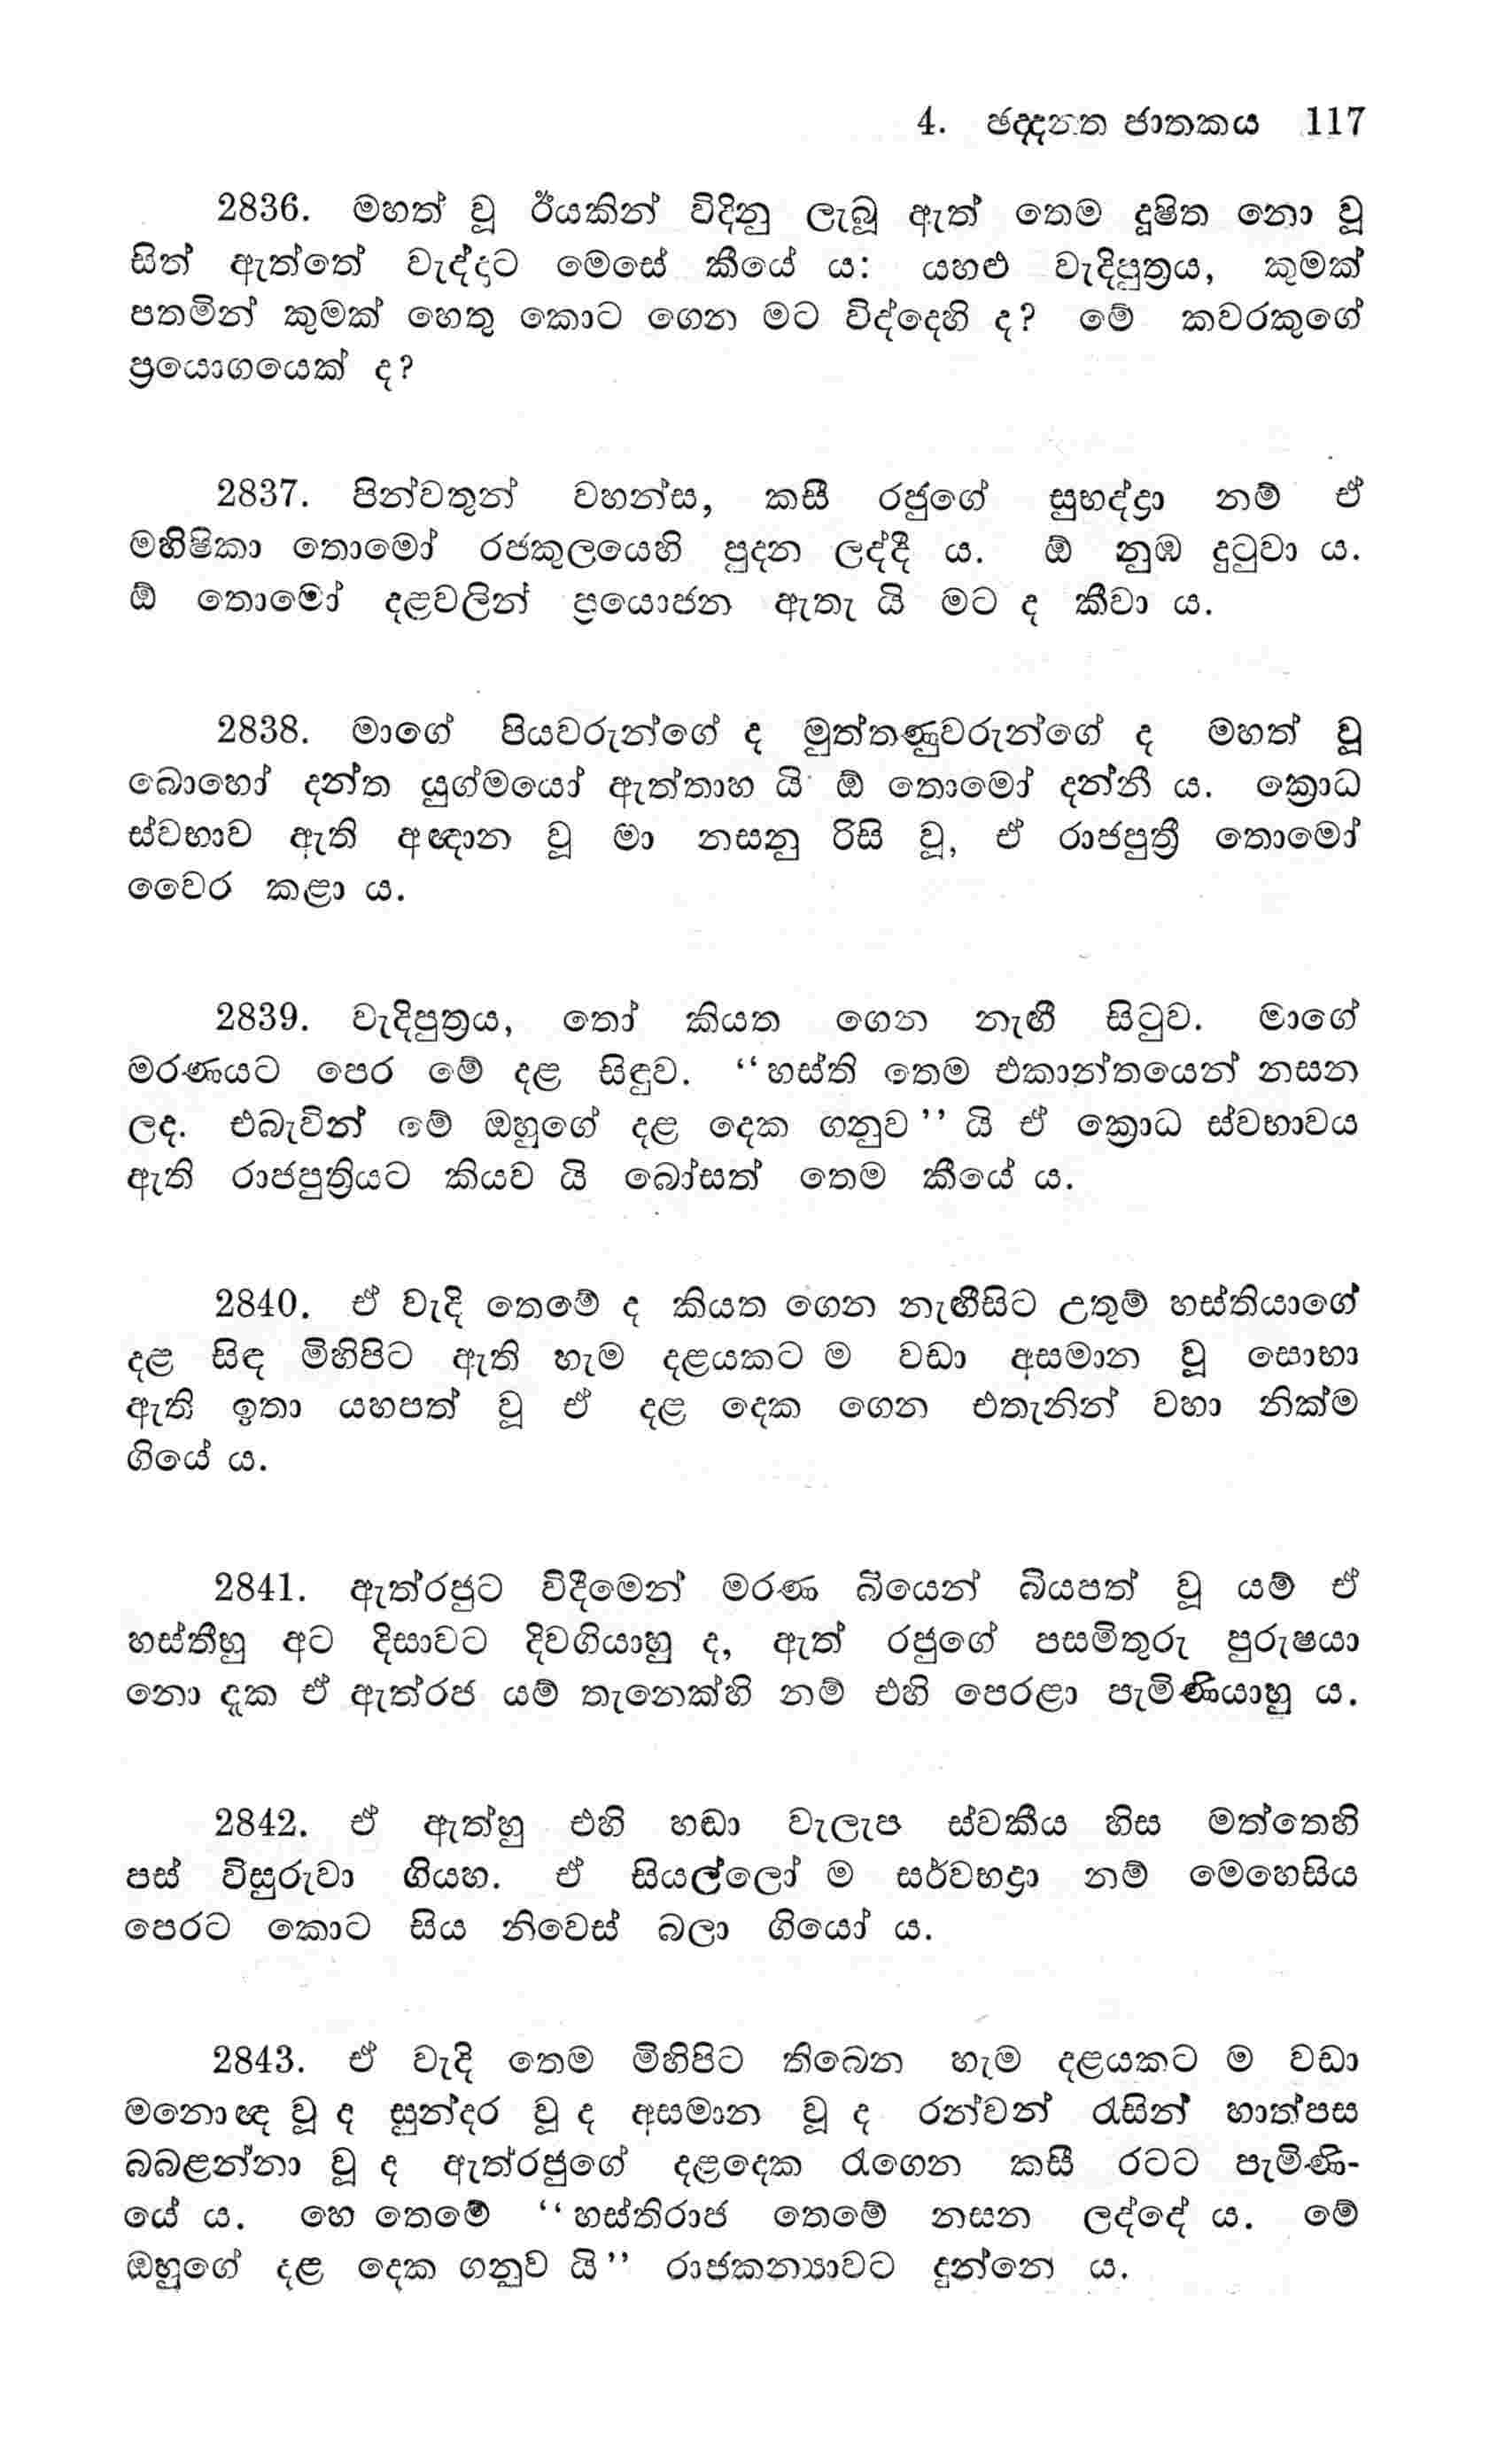 4. ඡද්දන්ත ජාතකය 117
2836. මහත් වූ ඊයකින් විදිනු ලැබූ ඇත් තෙම දූෂිත නො වූ
සිත් ඇත්තේ වැද්දාට මෙසේ කීයේ ය: යහළු වැදිපුත්‍රය, කුමක්
පතමින් කුමක් හෙතු කොට ගෙන මට විද්දෙහි ද? මේ කවරකුගේ
ප්‍රයොගයෙක් ද?
2837. පින්වතුන් වහන්ස, කසී රජුගේ සුභද්ද්‍රා නම් ඒ
මහිෂිකා තොමෝ රජකුලයෙහි පුදන ලද්දී ය. ඕ නුඹ දුටුවා ය.
ඕ තොමෝ දළවලින් ප්‍රයොජන ඇතැ යි මට ද කීවා ය.
2838. මාගේ පියවරුන්ගේ ද මුත්තණුවරුන්ගේ ද මහත් වූ
බොහෝ දන්ත යුග්මයෝ ඇත්තාහ යි ඕ තොමෝ දන්නී ය. ක්‍රොධ
ස්වභාව ඇති අඥාන වූ මා නසනු රිසි වූ, ඒ රාජපුත්‍රී තොමෝ
වෛර කළා ය.
2839. වැදිපුත්‍රය, තෝ කියත ගෙන නැඟී සිටුව. මාගේ
මරණයට පෙර මේ දළ සිඳුව. “හස්ති තෙම එකාන්තයෙන් නසන
ලද. එබැවින් මේ ඔහුගේ දළ දෙක ගනුව” යි ඒ ක්‍රොධ ස්වභාවය
ඇති රාජපුත්‍රියට කියව යි බෝසත් තෙම කීයේ ය.
2840. ඒ වැදි තෙමේ ද කියත ගෙන නැඟීසිට උතුම් හස්තියාගේ
දළ සිඳ මිහිපිට ඇති හැම දළයකට ම වඩා අසමාන වූ සොභා
ඇති ඉතා යහපත් වූ ඒ දළ දෙක ගෙන එතැනින් වහා නික්ම
ගියේ ය.
2841. ඇත්රජුට විදීමෙන් මරණ බියෙන් බියපත් වූ යම් ඒ
හස්තීහු අට දිසාවට දිවගියාහු ද, ඇත් රජුගේ පසමිතුරු පුරුෂයා
නො දැක ඒ ඇත්රජ යම් තැනෙක්හි නම් එහි පෙරළා පැමිණියාහු ය.
2842. ඒ ඇත්හු එහි හඬා වැලැප ස්වකීය හිස මත්තෙහි
පස් විසුරුවා ගියහ. ඒ සියල්ලෝ ම සර්වභද්‍රා නම් මෙහෙසිය
පෙරට කොට සිය නිවෙස් බලා ගියෝ ය.
2843. ඒ වැදි තෙම මිහිපිට තිබෙන හැම දළයකට ම වඩා
මනොඥ වූ ද සුන්දර වූ ද අසමාන වූ ද රන්වන් රැසින් හාත්පස
බබළන්නා වූ ද ඇත්රජුගේ දළදෙක රැගෙන කසී රටට පැමිණි-
යේ ය. හෙ තෙමේ “හස්තිරාජ තෙමේ නසන ලද්දේ ය. මේ
ඔහුගේ දළ දෙක ගනුව යි” රාජකන්‍යාවට දුන්නෙ ය.